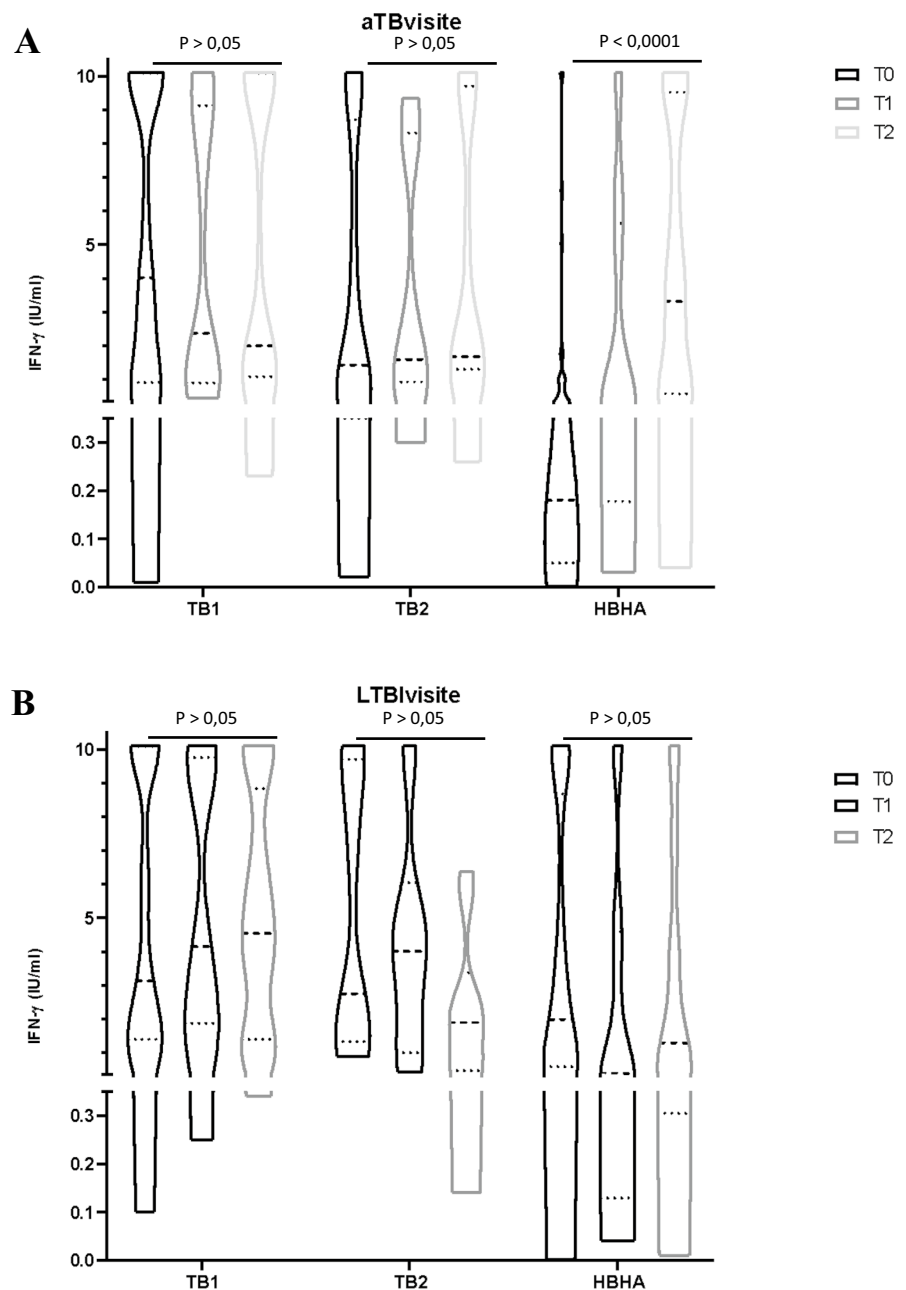 A
aTBvisite
P > 0,05
P > 0,05
P < 0,0001
T0
T1
T2
IFN-γ (IU/ml)
10
5
0.3
0.2
0.1
0.0
TB1
TB2
HBHA
B
LTBIvisite
P > 0,05
P > 0,05
P > 0,05
T0
T1
T2
IFN-γ (IU/ml)
10
5
0.3
0.2
0.1
0.0
TB1
TB2
HBHA